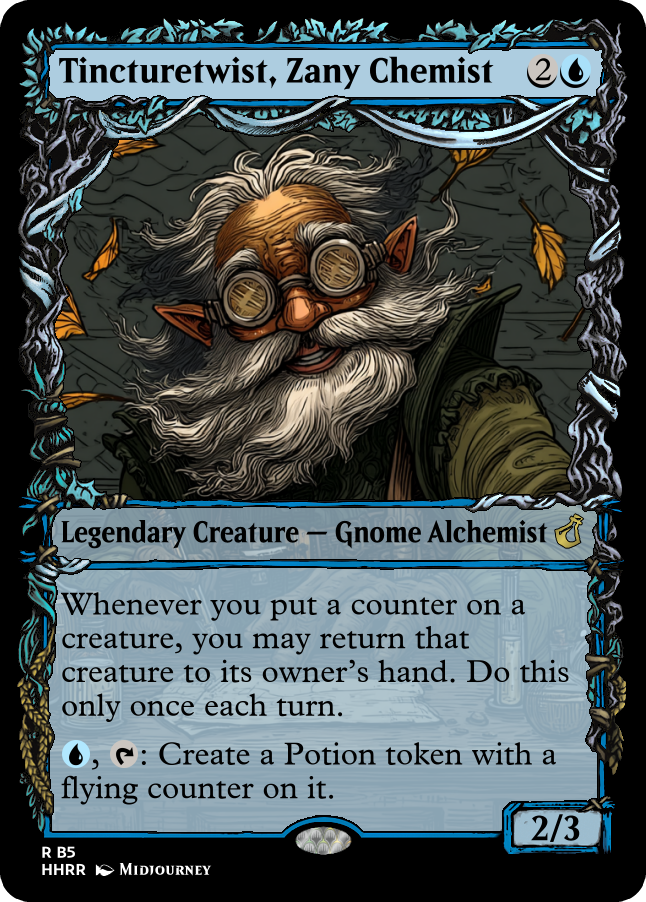 Tincturetwist, Zany Chemist 2
Legendary Creature — Gnome Alchemist
Whenever you put a counter on a
creature, you may return that
creature to its owner's hand. Do this
only once each turn.
, : Create a Potion token with a
flying counter on it.
2/3
R B5
HHRR Midjourney